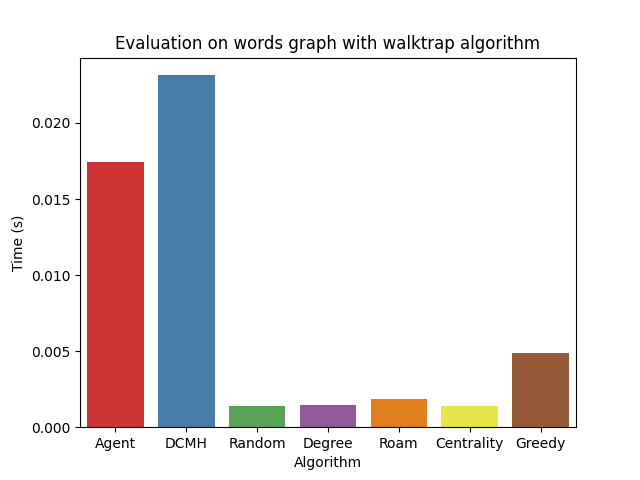 Evaluation on words graph with walktrap algorithm
0.020
0.015
0.010
0.005
0.000
Time (s)
Agent DCMH Random Degree Roam Centrality Greedy
Algorithm